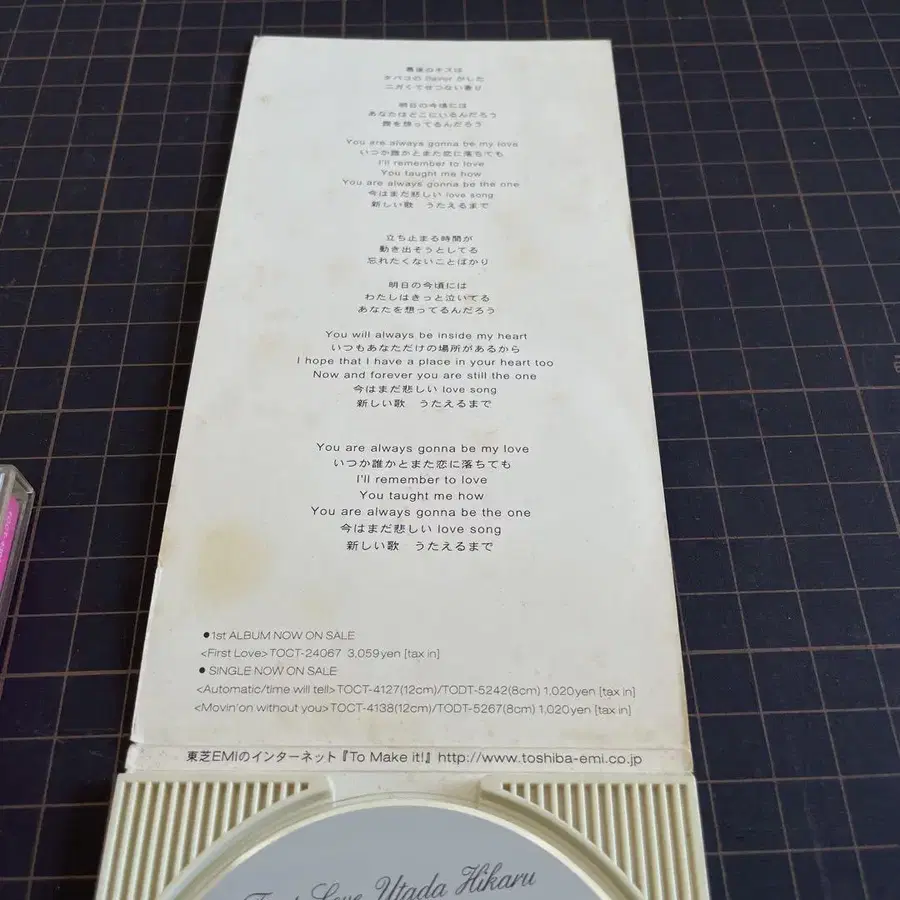 最後のキスは
タバコの flavor がした
ニガくてせつない香り
明日の今頃には
あなたはどこにいるんだろう
誰を想ってるんだろう
You are always gonna be my love
いつか誰かとまた恋に落ちても
I'll remember to love
You taught me how
You are always gonna be the one
今はまだ悲しい love song
新しい歌　うたえるまで
立ち止まる時間が
動き出そうとしてる
忘れたくないことばかり
明日の今頃には
わたしはきっと泣いてる
あなたを想ってるんだろう
You will always be inside my heart
いつもあなただけの場所があるから
I hope that I have a place in your heart too
Now and forever you are still the one
今はまだ悲しい love song
新しい歌　うたえるまで
You are always gonna be my love
いつか誰かとまた恋に落ちても
I'll remember to love
You taught me how
You are always gonna be the one
今はまだ悲しい love song
新しい歌　うたえるまで
●1st ALBUM NOW ON SALE
<First Love>TOCT-24067 3,059yen [tax in]
● SINGLE NOW ON SALE
<Automatic/time will tell>TOCT-4127(12cm)/TODT-5242(8cm) 1,020yen [tax in]
<Movin'on without you>TOCT-4138(12cm)/TODT-5267(8cm) 1,020yen [tax in]
東芝EMIのインターネット『To Make it!』http://www.toshiba-emi.co.jp
First Love Utada Hikaru